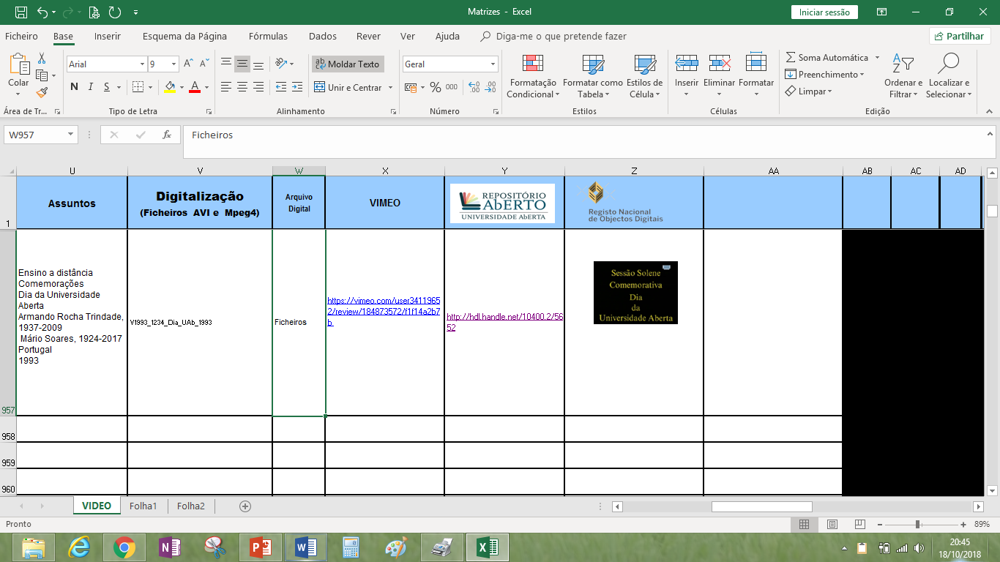 Matrizes - Excel
Iniciar sessão
Ficheiro Base Inserir Esquema da Página Fórmulas Dados Rever Ver Ajuda Diga-me o que pretende fazer Partilhar
Colar
Arial 9
N I S
Moldar Texto
Unir e Centrar
Geral
% 000
Formatação Condicional
Formatar como Tabela
Estilos de Célula
Inserir Eliminar Formatar
Soma Automática
Preenchimento
Limpar
Ordenar e Filtrar
Localizar e Selecionar
Área de Tr... Tipo de Letra Alinhamento Número Estilos Células Edição
W957 fx Ficheiros
U V W X Y Z AA AB AC AD
1
Assuntos
Digitalização
(Ficheiros AVI e Mpeg4)
Arquivo
Digital
VIMEO
REPOSITÓRIO
ABERTO
UNIVERSIDADE ABERTA
Registo Nacional
de Objectos Digitais
957
Ensino a distância
Comemorações
Dia da Universidade
Aberta
Armando Rocha Trindade,
1937-2009
Mário Soares, 1924-2017
Portugal
1993
V1993_1234_Dia_UAb_1993
Ficheiros
https://vimeo.com/user3411965
2/review/184873572/f1f14a2b7
b
http://hdl.handle.net/10400.2/56
52
Sessão Solene
Comemorativa
Dia
da
Universidade Aberta
958
959
960
VIDEO Folha1 Folha2
Pronto
89%
20:45
18/10/2018